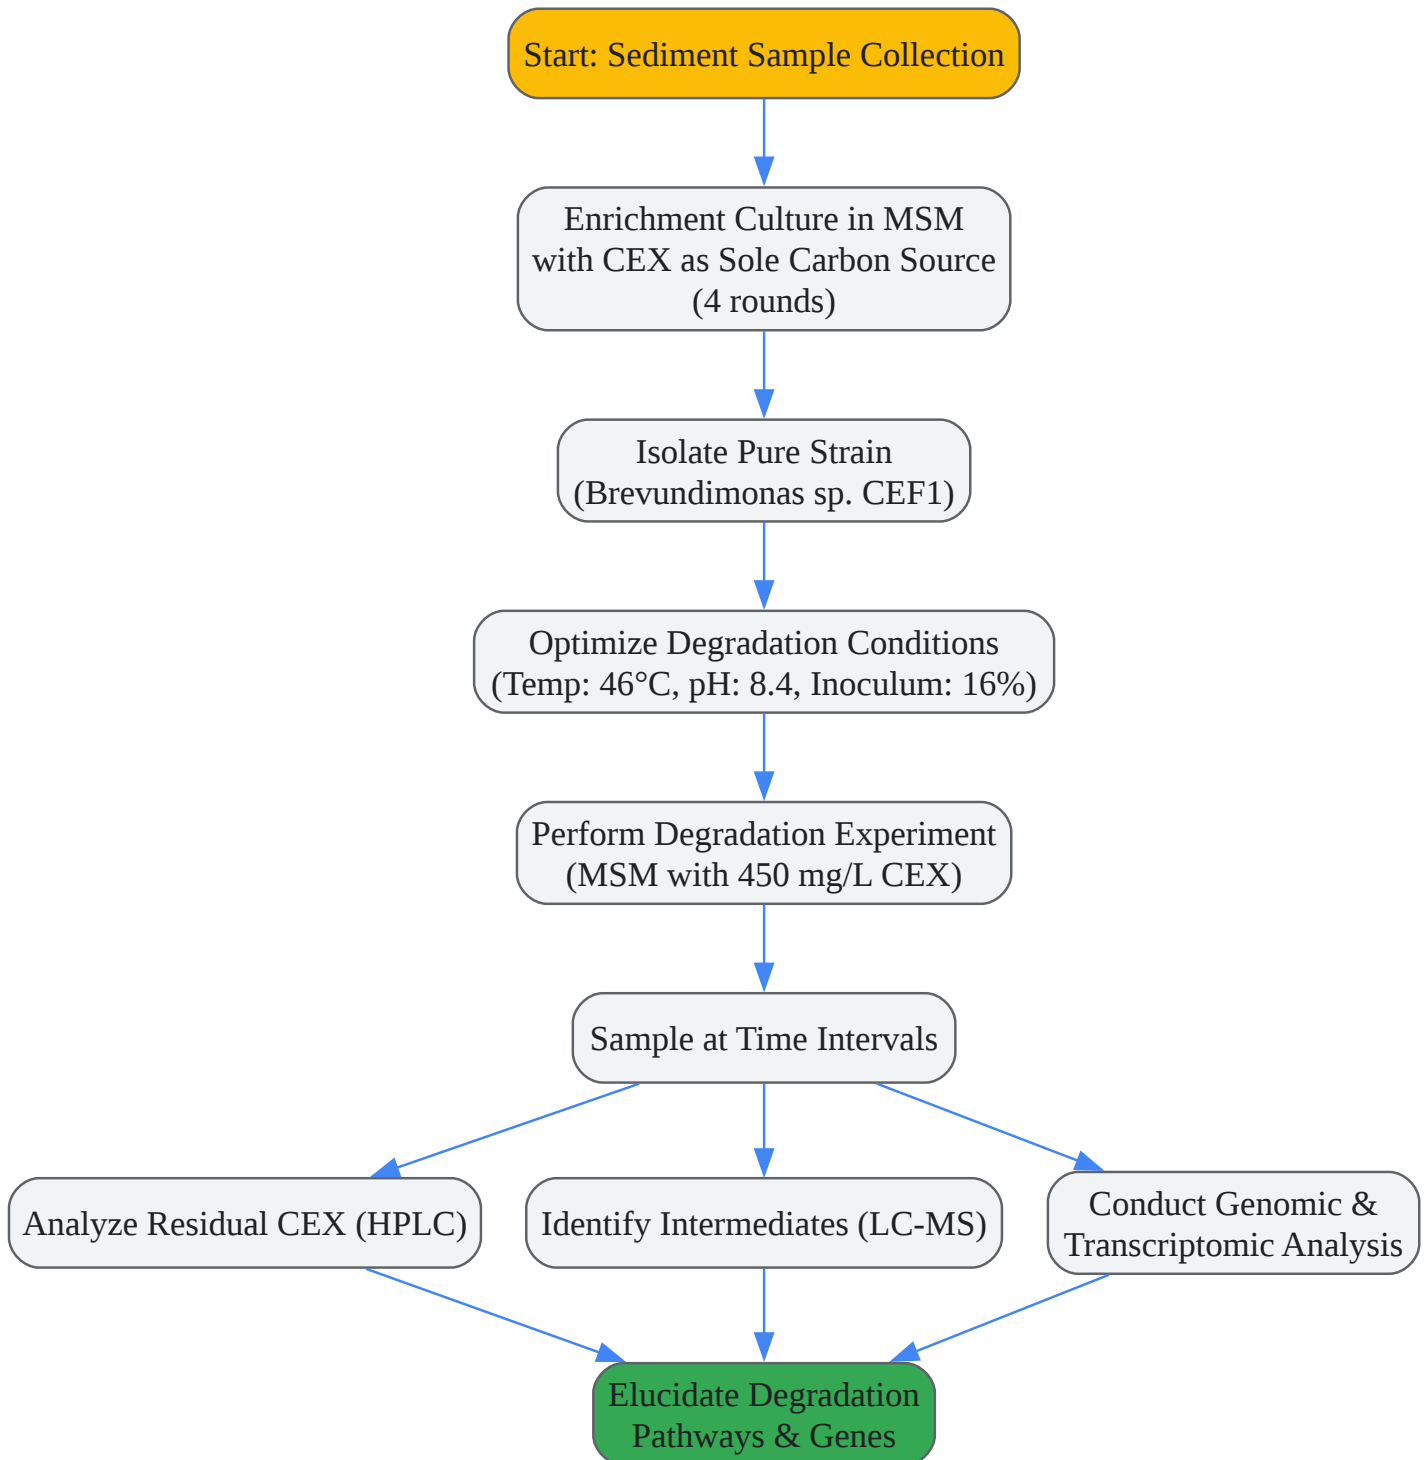 Start: Sediment Sample Collection
Enrichment Culture in MSM
with CEX as Sole Carbon Source
(4 rounds)
Isolate Pure Strain
(Brevundimonas sp. CEF1)
Optimize Degradation Conditions
(Temp: 46°C, pH: 8.4, Inoculum: 16%)
Perform Degradation Experiment
(MSM with 450 mg/L CEX)
Sample at Time Intervals
Analyze Residual CEX (HPLC)
Identify Intermediates (LC-MS)
Conduct Genomic &
Transcriptomic Analysis
Elucidate Degradation
Pathways & Genes